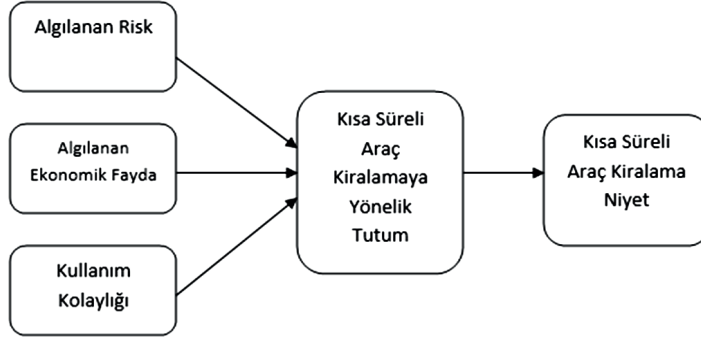 Algılanan Risk
Algılanan
Ekonomik Fayda
Kullanım
Kolaylığı
Kısa Süreli
Araç
Kiralamaya
Yönelik
Tutum
Kısa Süreli
Araç Kiralama
Niyet